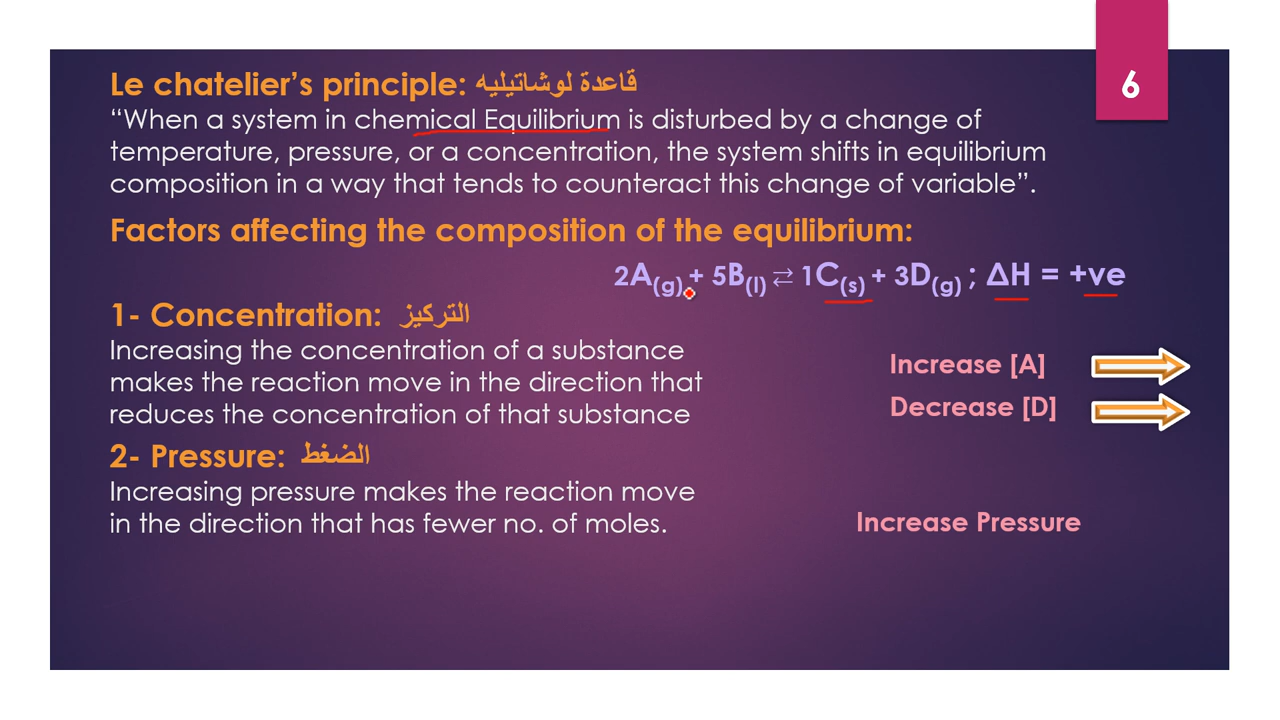 6
Le chatelier’s principle: قاعدة لوشاتيليه
“When a system in chemical Equilibrium is disturbed by a change of
temperature, pressure, or a concentration, the system shifts in equilibrium
composition in a way that tends to counteract this change of variable”.
Factors affecting the composition of the equilibrium:
2A(g) + 5B(l) ⇄ 1C(s) + 3D(g) ; ΔH = +ve
1- Concentration: التركيز
Increasing the concentration of a substance
makes the reaction move in the direction that
reduces the concentration of that substance
Increase [A]
Decrease [D]
2- Pressure: الضغط
Increasing pressure makes the reaction move
in the direction that has fewer no. of moles.
Increase Pressure